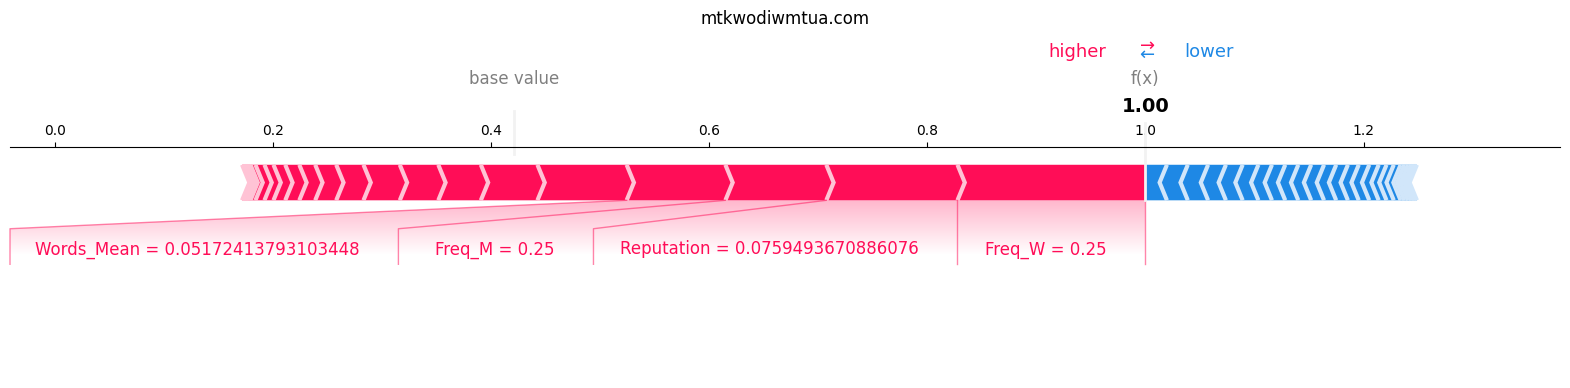 mtkwodiwmtua.com
higher → ← lower
base value f(x)
1.00
0.0 0.2 0.4 0.6 0.8 1.0 1.2
Words_Mean = 0.05172413793103448 Freq_M = 0.25 Reputation = 0.0759493670886076 Freq_W = 0.25